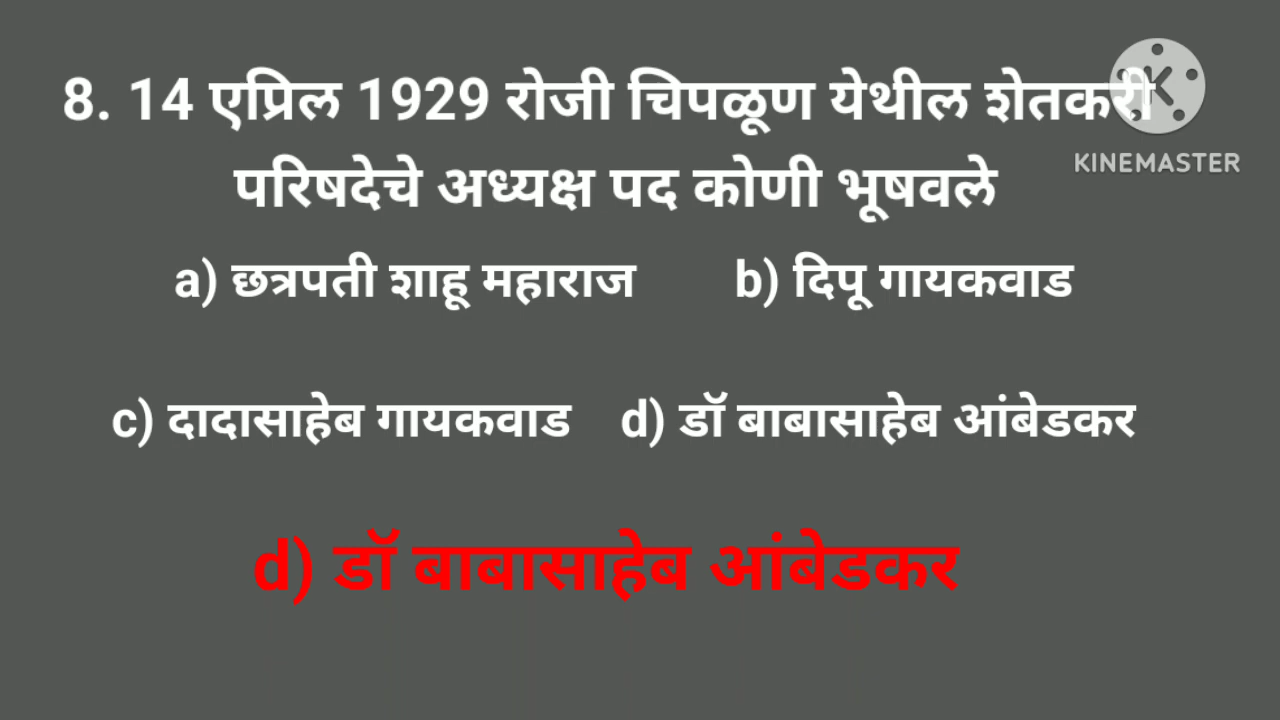 8. 14 एप्रिल 1929 रोजी चिपळूण येथील शेतकरी
KINEMASTER
परिषदेचे अध्यक्ष पद कोणी भूषवले
a) छत्रपती शाहू महाराज b) दिपू गायकवाड
c) दादासाहेब गायकवाड d) डॉ बाबासाहेब आंबेडकर
d) डॉ बाबासाहेब आंबेडकर